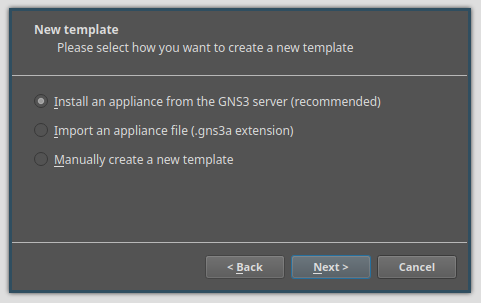 New template
Please select how you want to create a new template
Install an appliance from the GNS3 server (recommended)
Import an appliance file (.gns3a extension)
Manually create a new template
< Back
Next >
Cancel